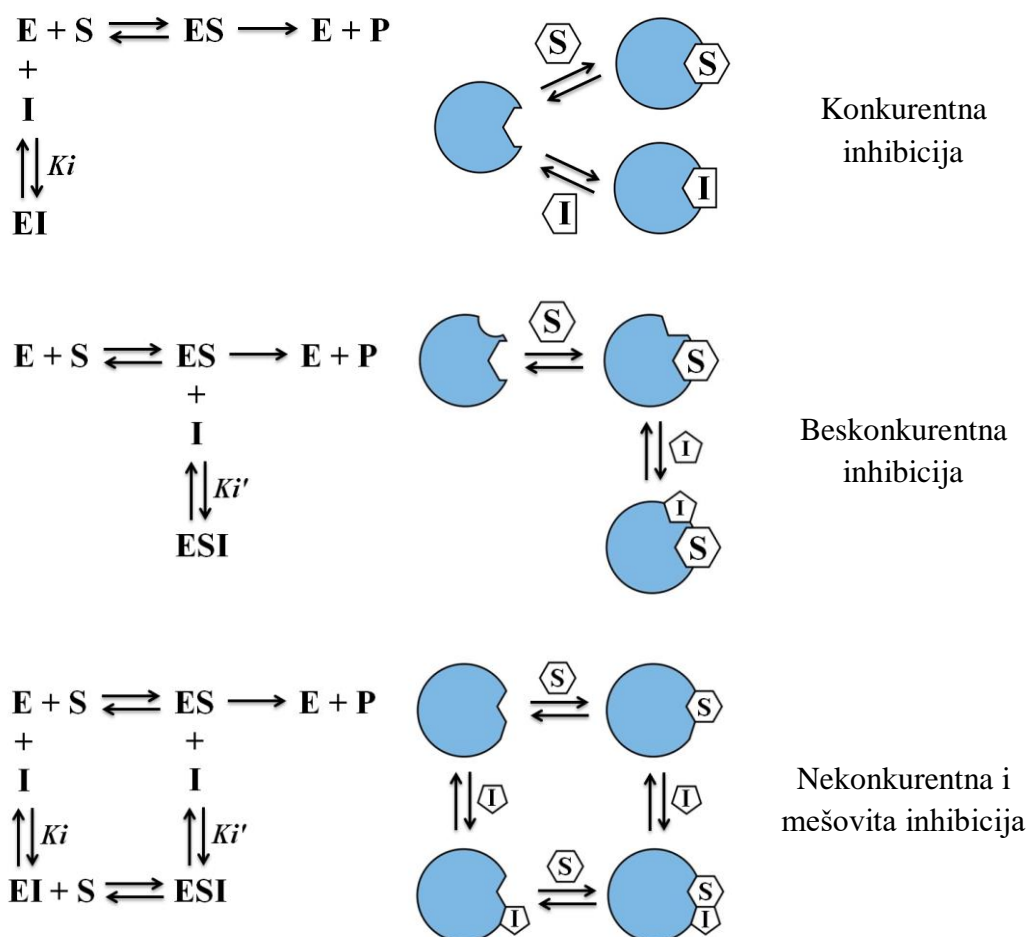 E + S ES E + P
+
I
Ki
EI
S
S
I
I
Konkurentna
inhibicija
E + S ES E + P
+
I
Ki'
ESI
S
S
I
I
S
Beskonkurentna
inhibicija
E + S ES E + P
+ +
I I
Ki Ki'
EI + S ESI
S
S
I I
S
I
S
I
Nekonkurentna i
mešovita inhibicija